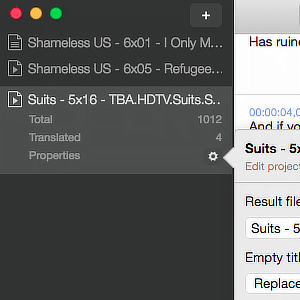 +
Shameless US - 6x01 - I Only M...
Shameless US - 6x05 - Refugee...
Suits - 5x16 - TBA.HDTV.Suits.S...
Total 1012
Translated 4
Properties
Has ruine
00:00:04,0
And if yo
Suits - 5x
Edit project
Result file
Suits - 5
Empty titl
Replace